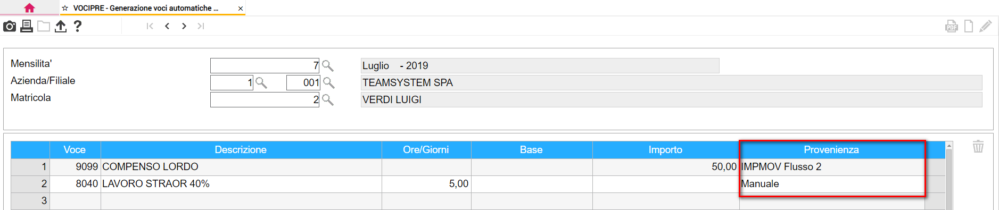 VOCIPRE - Generazione voci automatiche ...
PDF
Mensilita' 7 Luglio - 2019
Azienda/Filiale 1 001 TEAMSYSTEM SPA
Matricola 2 VERDI LUIGI
Voce Descrizione Ore/Giorni Base Importo Provenienza
1 9099 COMPENSO LORDO 50,00 IMPMOV Flusso 2
2 8040 LAVORO STRAOR 40% 5,00 Manuale
3